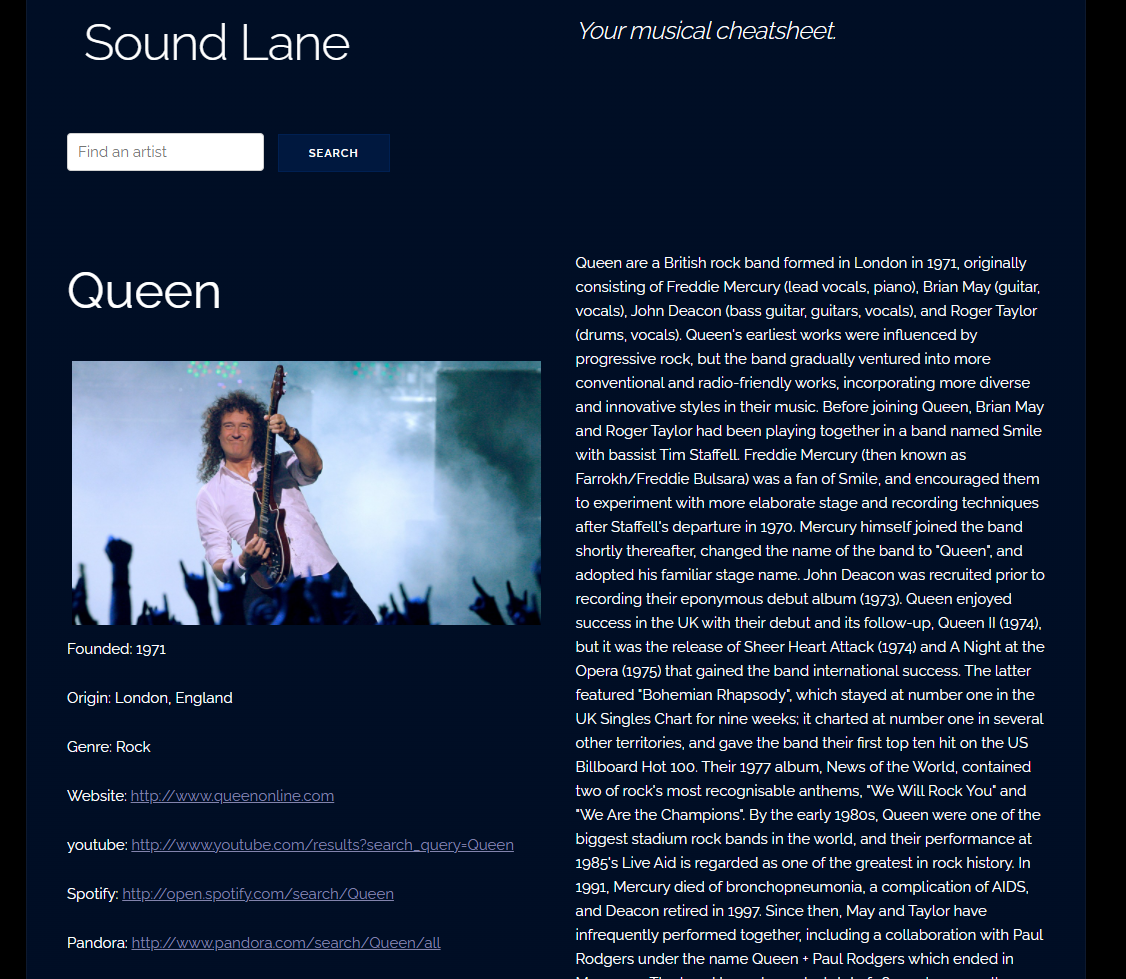 Sound Lane
Your musical cheatsheet.
Find an artist
SEARCH
Queen
Founded: 1971
Origin: London, England
Genre: Rock
Website: http://www.queenonline.com
youtube: http://www.youtube.com/results?search_query=Queen
Spotify: http://open.spotify.com/search/Queen
Pandora: http://www.pandora.com/search/Queen/all
Queen are a British rock band formed in London in 1971, originally
consisting of Freddie Mercury (lead vocals, piano), Brian May (guitar,
vocals), John Deacon (bass guitar, guitars, vocals), and Roger Taylor
(drums, vocals). Queen's earliest works were influenced by
progressive rock, but the band gradually ventured into more
conventional and radio-friendly works, incorporating more diverse
and innovative styles in their music. Before joining Queen, Brian May
and Roger Taylor had been playing together in a band named Smile
with bassist Tim Staffell. Freddie Mercury (then known as
Farrokh/Freddie Bulsara) was a fan of Smile, and encouraged them
to experiment with more elaborate stage and recording techniques
after Staffell's departure in 1970. Mercury himself joined the band
shortly thereafter, changed the name of the band to "Queen", and
adopted his familiar stage name. John Deacon was recruited prior to
recording their eponymous debut album (1973). Queen enjoyed
success in the UK with their debut and its follow-up, Queen II (1974),
but it was the release of Sheer Heart Attack (1974) and A Night at the
Opera (1975) that gained the band international success. The latter
featured "Bohemian Rhapsody", which stayed at number one in the
UK Singles Chart for nine weeks; it charted at number one in several
other territories, and gave the band their first top ten hit on the US
Billboard Hot 100. Their 1977 album, News of the World, contained
two of rock's most recognisable anthems, "We Will Rock You" and
"We Are the Champions". By the early 1980s, Queen were one of the
biggest stadium rock bands in the world, and their performance at
1985's Live Aid is regarded as one of the greatest in rock history. In
1991, Mercury died of bronchopneumonia, a complication of AIDS,
and Deacon retired in 1997. Since then, May and Taylor have
infrequently performed together, including a collaboration with Paul
Rodgers under the name Queen + Paul Rodgers which ended in